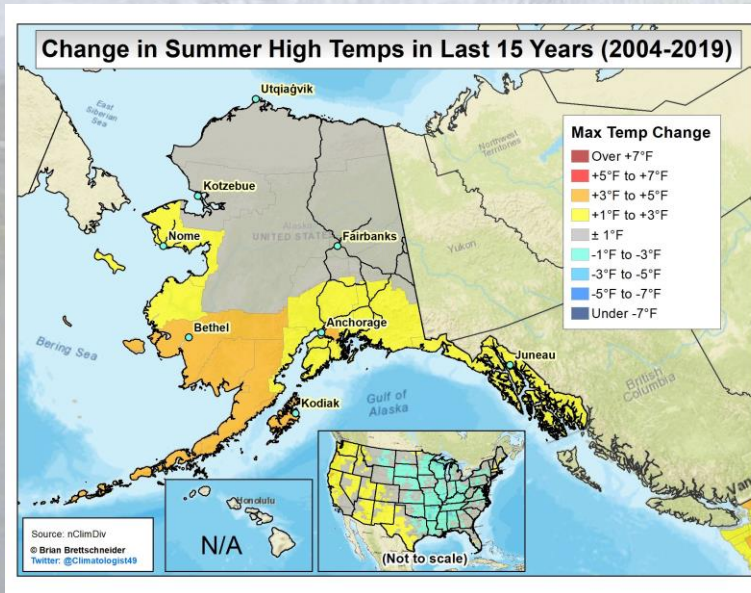 Change in Summer High Temps in Last 15 Years (2004-2019)
Utqiaġvik
East
Siberian
Sea
Northwest
Territories
Max Temp Change
Over +7°F
+5°F to +7°F
+3°F to +5°F
+1°F to +3°F
± 1°F
-1°F to -3°F
-3°F to -5°F
-5°F to -7°F
Under -7°F
Kotzebue
Alaska
UNITED STATES
Nome
Fairbanks
Yukon
Bering Sea
Bethel
Anchorage
Juneau
British
Columbia
Kodiak
Gulf of
Alaska
Honolulu
N/A
(Not to scale)
Van
Source: nClimDiv
© Brian Brettschneider
Twitter: @Climatologist49